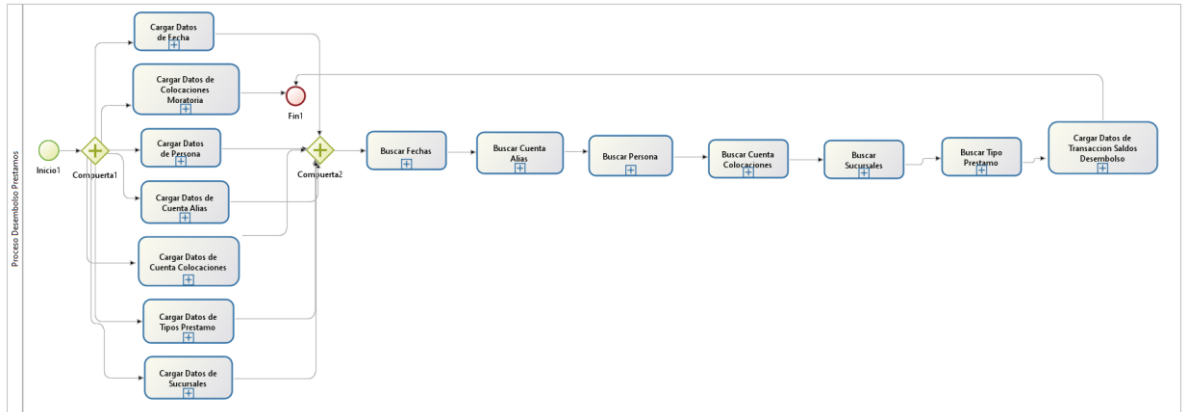 Proceso Desembolso Prestamos
Inicio1
Compuerta1
Cargar Datos
de Fecha
Cargar Datos de
Colocaciones
Moratoria
Cargar Datos
de Persona
Cargar Datos de
Cuenta Alias
Cargar Datos de
Cuenta Colocaciones
Cargar Datos de
Tipos Prestamo
Cargar Datos de
Sucursales
Fin1
Compuerta2
Buscar Fechas
Buscar Cuenta
Alias
Buscar Persona
Buscar Cuenta
Colocaciones
Buscar
Sucursales
Buscar Tipo
Prestamo
Cargar Datos de
Transaccion Saldos
Desembolso